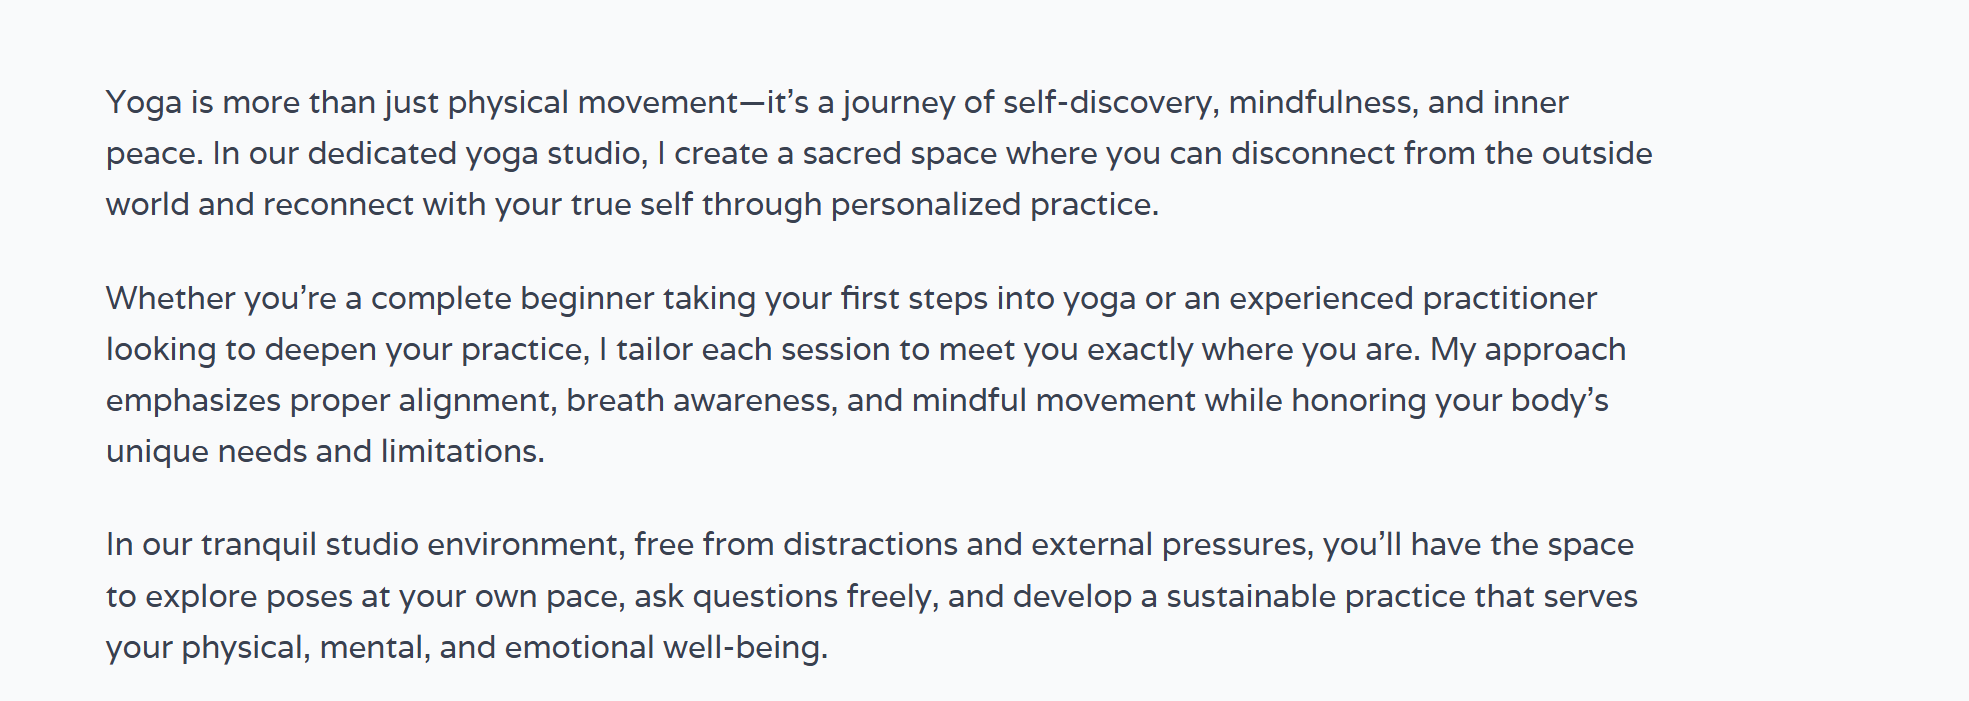 Yoga is more than just physical movement—it’s a journey of self-discovery, mindfulness, and inner
peace. In our dedicated yoga studio, I create a sacred space where you can disconnect from the outside
world and reconnect with your true self through personalized practice.
Whether you’re a complete beginner taking your first steps into yoga or an experienced practitioner
looking to deepen your practice, I tailor each session to meet you exactly where you are. My approach
emphasizes proper alignment, breath awareness, and mindful movement while honoring your body’s
unique needs and limitations.
In our tranquil studio environment, free from distractions and external pressures, you’ll have the space
to explore poses at your own pace, ask questions freely, and develop a sustainable practice that serves
your physical, mental, and emotional well-being.